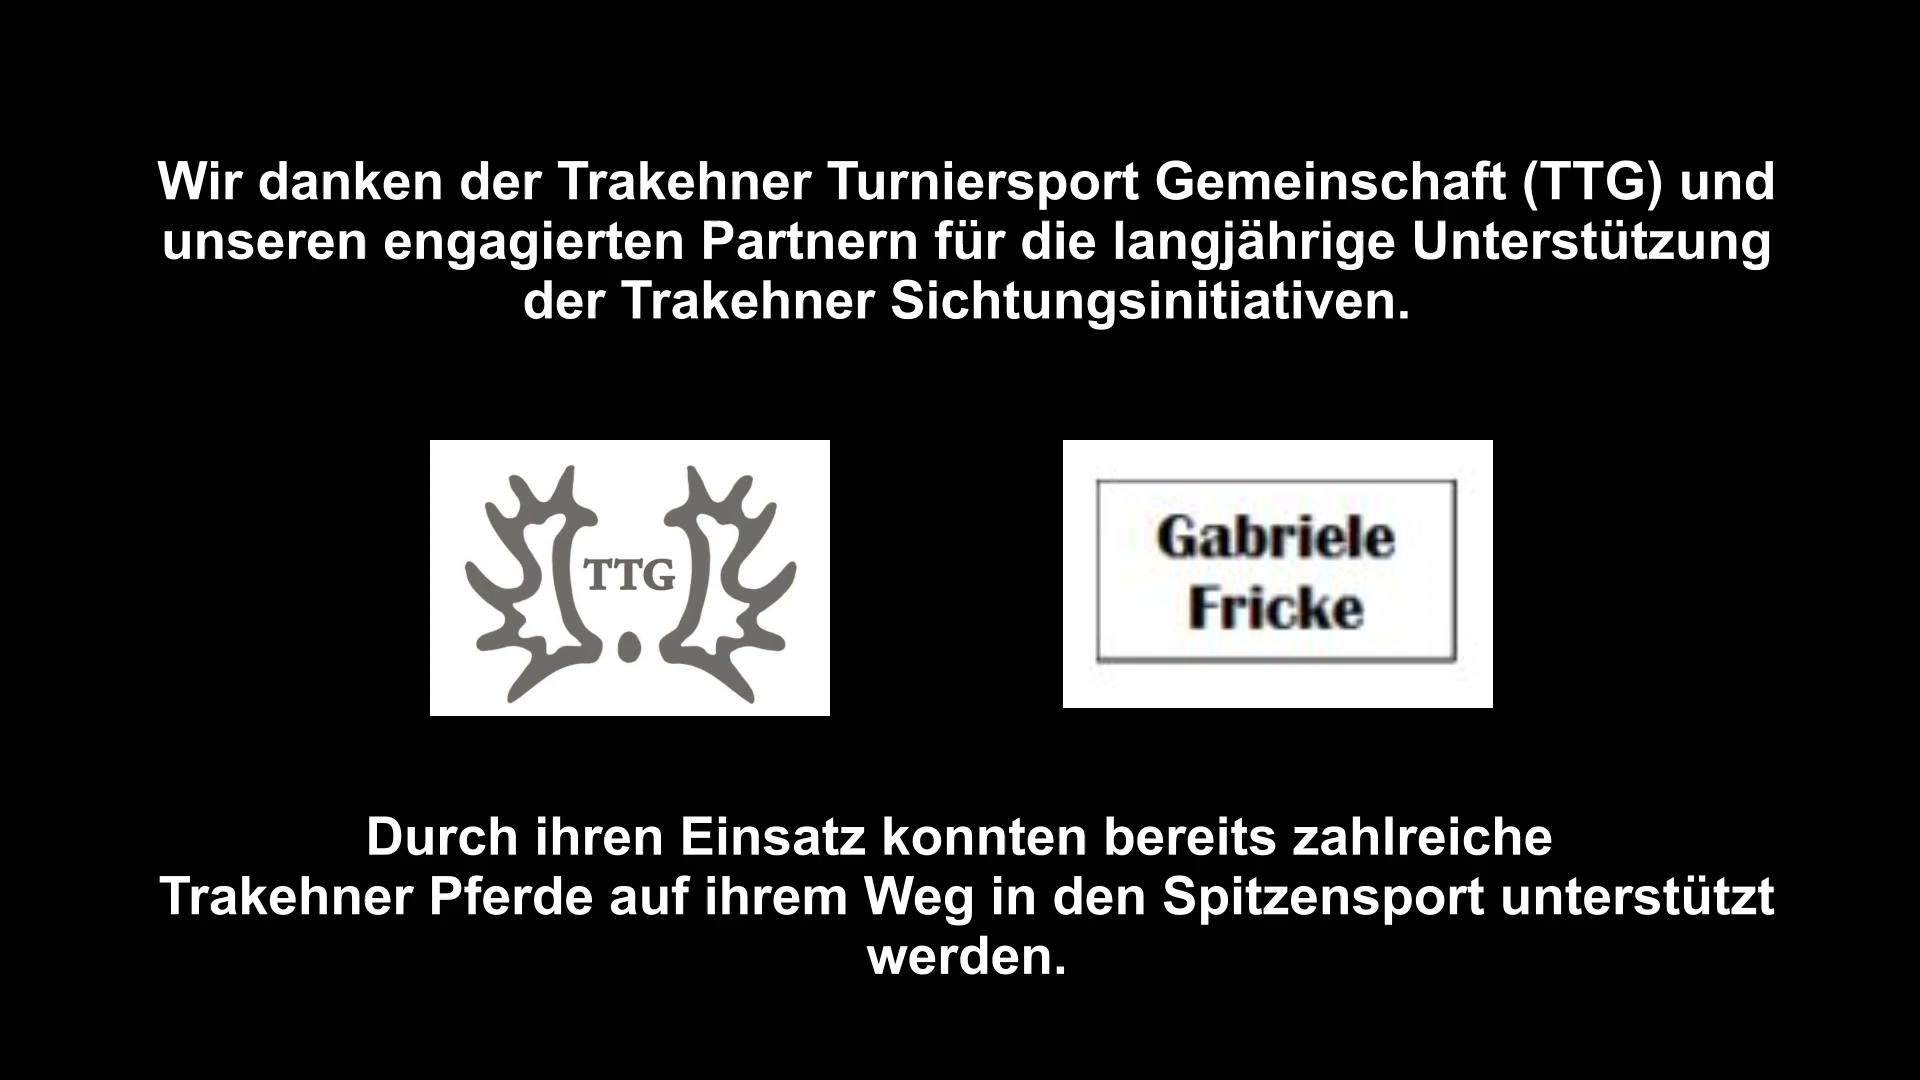 Wir danken der Trakehner Turniersport Gemeinschaft (TTG) und
unseren engagierten Partnern für die langjährige Unterstützung
der Trakehner Sichtungsinitiativen.
TTG
Gabriele
Fricke
Durch ihren Einsatz konnten bereits zahlreiche
Trakehner Pferde auf ihrem Weg in den Spitzensport unterstützt
werden.